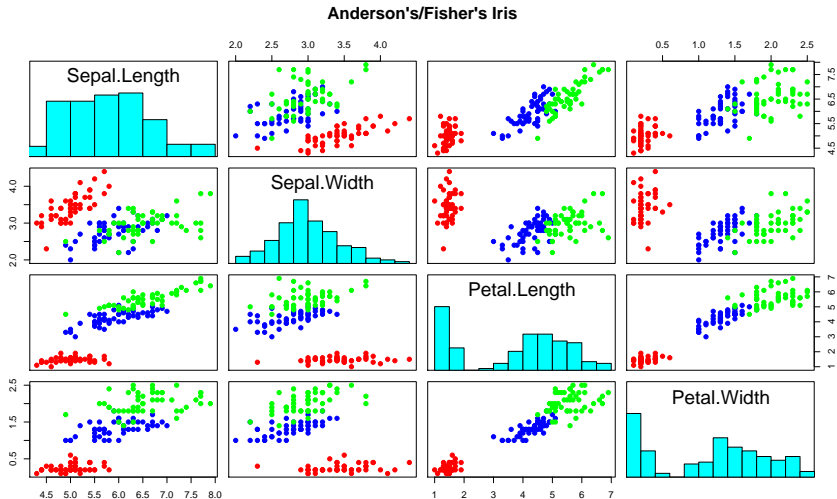 Anderson's/Fisher's Iris
2.0 2.5 3.0 3.5 4.0
0.5 1.0 1.5 2.0 2.5
Sepal.Length
4.5 5.5 6.5 7.5
2.0 3.0 4.0
Sepal.Width
Petal.Length
1 2 3 4 5 6 7
0.5 1.5 2.5
Petal.Width
4.5 5.0 5.5 6.0 6.5 7.0 7.5 8.0
1 2 3 4 5 6 7